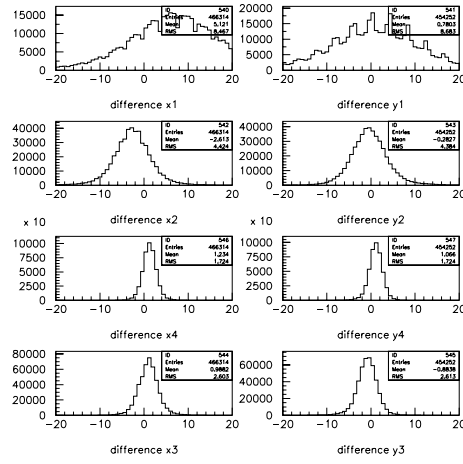 ID 540
Entries 466314
Mean 5.121
RMS 8.467
15000
12500
10000
7500
5000
2500
0
-20 -10 0 10 20
difference x1
ID 541
Entries 454252
Mean 0.7803
RMS 8.683
20000
15000
10000
5000
0
-20 -10 0 10 20
difference y1
ID 542
Entries 466314
Mean -2.613
RMS 4.424
40000
30000
20000
10000
0
-20 -10 0 10 20
difference x2
ID 543
Entries 454252
Mean -0.2827
RMS 4.384
40000
30000
20000
10000
0
-20 -10 0 10 20
difference y2
x 10
ID 546
Entries 466314
Mean 1.234
RMS 1.724
10000
7500
5000
2500
0
-20 -10 0 10 20
difference x4
x 10
ID 547
Entries 454252
Mean 1.066
RMS 1.724
10000
7500
5000
2500
0
-20 -10 0 10 20
difference y4
ID 544
Entries 466314
Mean 0.9882
RMS 2.603
80000
60000
40000
20000
0
-20 -10 0 10 20
difference x3
ID 545
Entries 454252
Mean -0.8838
RMS 2.613
60000
40000
20000
0
-20 -10 0 10 20
difference y3